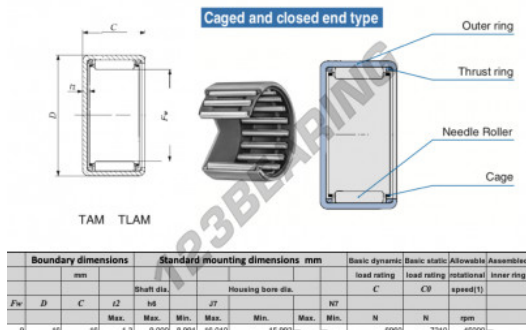 Caged and closed end type
C
Outer ring
Thrust ring
t2
D
Fw
Needle Roller
Cage
TAM TLAM
123BEARING
Boundary dimensions Standard mounting dimensions mm Basic dynamic Basic static Allowable Assembled
mm load rating load rating rotational inner ring
Shaft dia. Housing bore dia. C C0 speed(1)
Fw D C t2 h6 J7 N7
Max. Max. Min. Max. Min. Max. Min. N N rpm